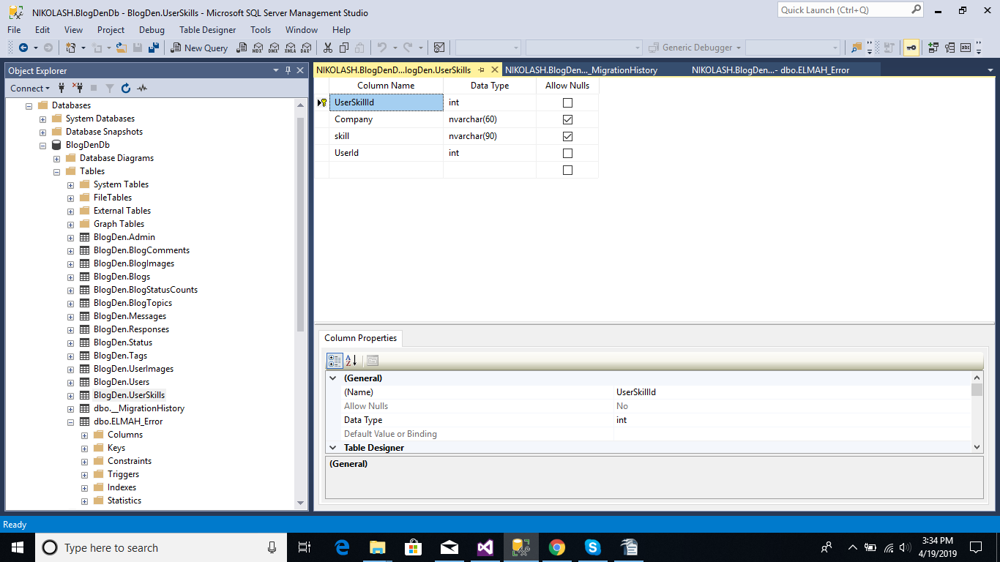 NIKOLASH.BlogDenDb - BlogDen.UserSkills - Microsoft SQL Server Management Studio
Quick Launch (Ctrl+Q)
File Edit View Project Debug Table Designer Tools Window Help
New Query MDX DMX XMLA DAX Generic Debugger
Object Explorer
NIKOLASH.BlogDenD...logDen.UserSkills NIKOLASH.BlogDen..._MigrationHistory NIKOLASH.BlogDen...- dbo.ELMAH_Error
Connect
Databases
System Databases
Database Snapshots
BlogDenDb
Database Diagrams
Tables
System Tables
FileTables
External Tables
Graph Tables
BlogDen.Admin
BlogDen.BlogComments
BlogDen.BlogImages
BlogDen.Blogs
BlogDen.BlogStatusCounts
BlogDen.BlogTopics
BlogDen.Messages
BlogDen.Responses
BlogDen.Status
BlogDen.Tags
BlogDen.UserImages
BlogDen.Users
BlogDen.UserSkills
dbo.__MigrationHistory
dbo.ELMAH_Error
Columns
Keys
Constraints
Triggers
Indexes
Statistics
Column Name Data Type Allow Nulls
UserSkillId int
Company nvarchar(60)
skill nvarchar(90)
UserId int
Column Properties
(General)
(Name) UserSkillId
Allow Nulls No
Data Type int
Default Value or Binding
Table Designer
(General)
Ready
Type here to search
3:34 PM
4/19/2019